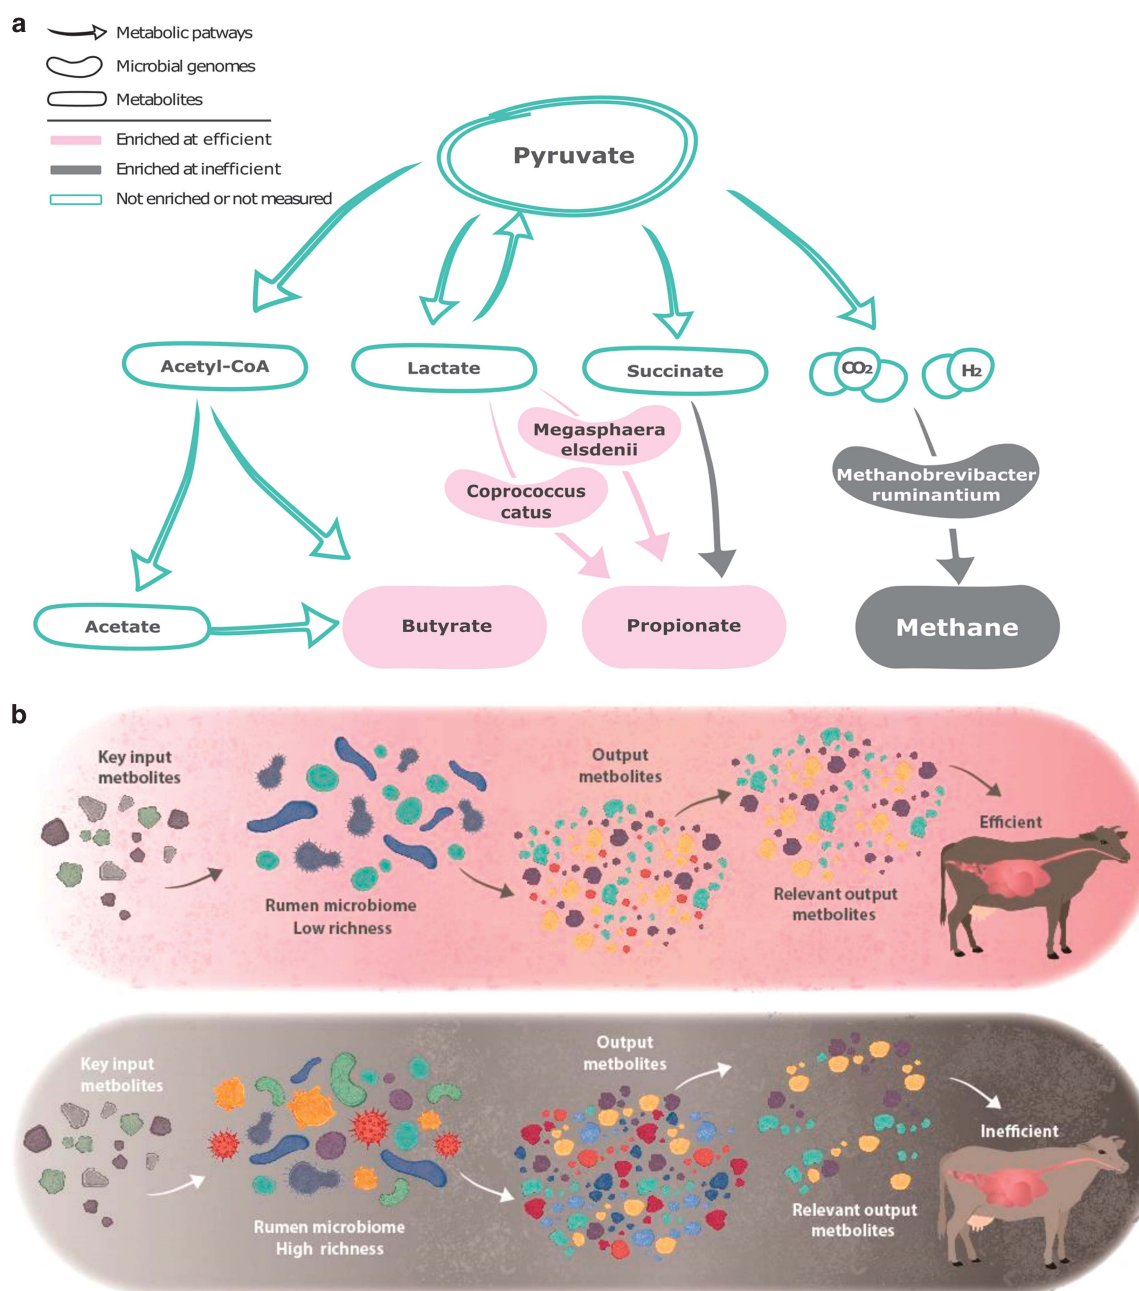 a
Metabolic patways
Microbial genomes
Metabolites
Enriched at efficient
Enriched at inefficient
Not enriched or not measured
Pyruvate
Acetyl-CoA
Lactate
Succinate
CO2
H2
Megasphaera
elsdenii
Coprococcus
catus
Methanobrevibacter
ruminantium
Acetate
Butyrate
Propionate
Methane
b
Key input
metbolites
Rumen microbiome
Low richness
Output
metbolites
Relevant output
metbolites
Efficient
Key input
metbolites
Rumen microbiome
High richness
Output
metbolites
Relevant output
metbolites
Inefficient